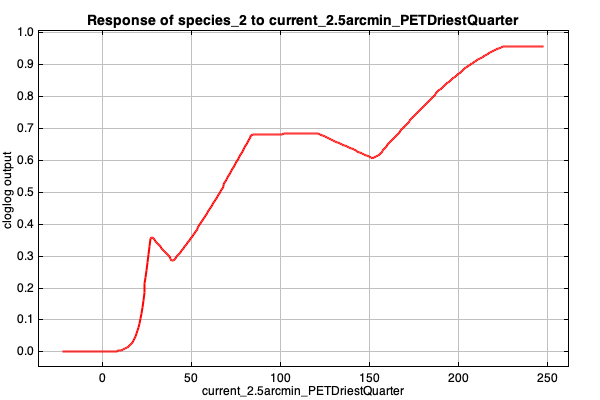 Response of species_2 to current_2.5arcmin_PETDriestQuarter
cloglog output
1.0
0.9
0.8
0.7
0.6
0.5
0.4
0.3
0.2
0.1
0.0
0 50 100 150 200 250
current_2.5arcmin_PETDriestQuarter